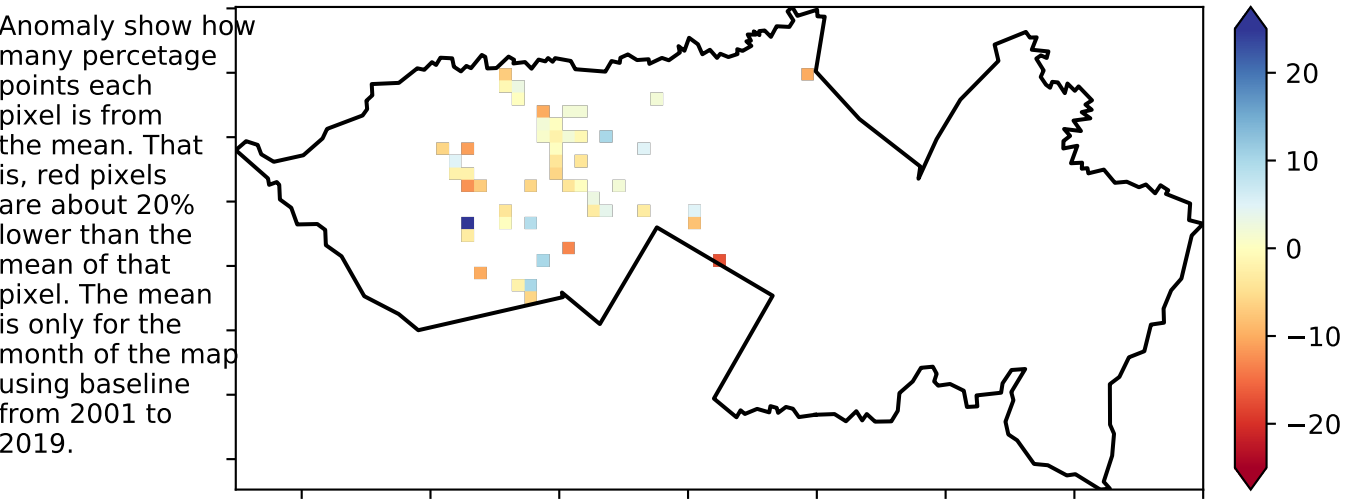 Anomaly show how
many percetage
points each
pixel is from
the mean. That
is, red pixels
are about 20%
lower than the
mean of that
pixel. The mean
is only for the
month of the map
using baseline
from 2001 to
2019.
20
10
0
−10
−20